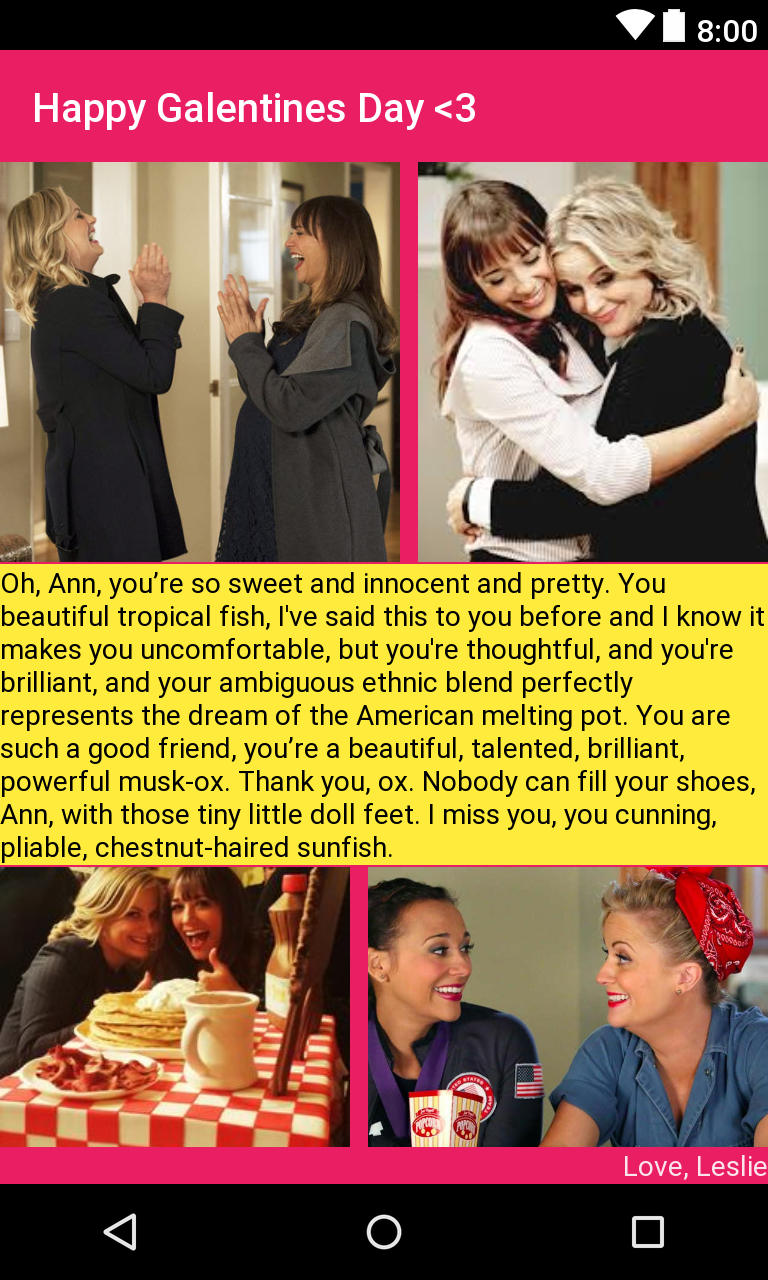 8:00
Happy Galentines Day <3
Oh, Ann, you’re so sweet and innocent and pretty. You
beautiful tropical fish, I've said this to you before and I know it
makes you uncomfortable, but you're thoughtful, and you're
brilliant, and your ambiguous ethnic blend perfectly
represents the dream of the American melting pot. You are
such a good friend, you’re a beautiful, talented, brilliant,
powerful musk-ox. Thank you, ox. Nobody can fill your shoes,
Ann, with those tiny little doll feet. I miss you, you cunning,
pliable, chestnut-haired sunfish.
POPCORN
Love, Leslie